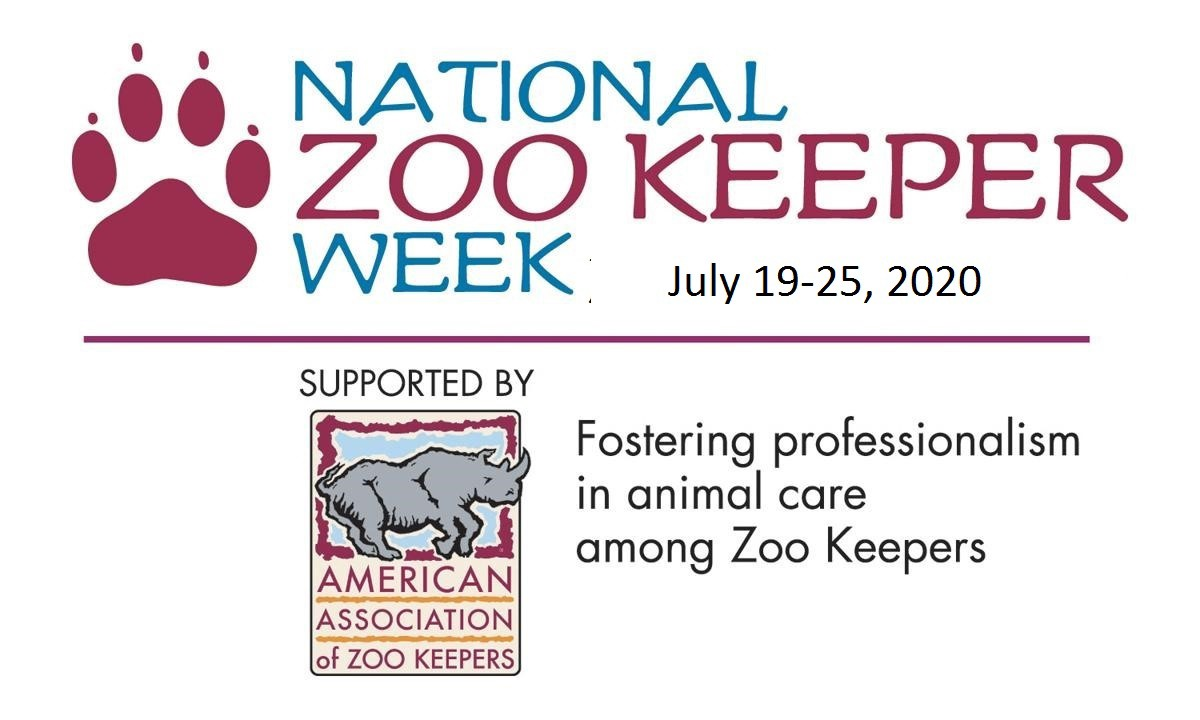 NATIONAL
ZOO KEEPER
WEEK, July 19-25, 2020
SUPPORTED BY
AMERICAN
ASSOCIATION
of ZOO KEEPERS
Fostering professionalism
in animal care
among Zoo Keepers